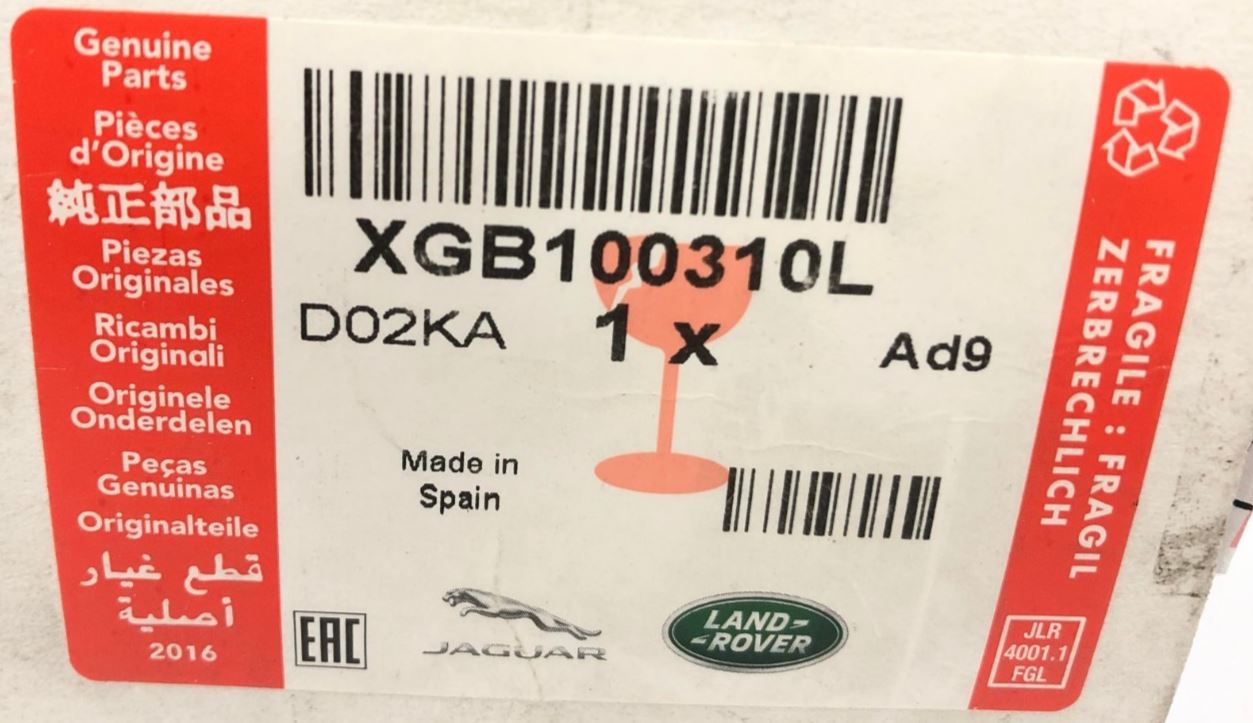 Genuine
Parts
Pièces
d'Origine
純正部品
Piezas
Originales
Ricambi
Originali
Originele
Onderdelen
Peças
Genuinas
Originalteile
قطع غيار
أصلية
2016
XGB100310L
D02KA 1 x Ad9
Made in
Spain
EAC
JAGUAR
LAND-
-ROVER
FRAGILE : FRAGIL
ZERBRECHLICH
JLR
4001.1
FGL